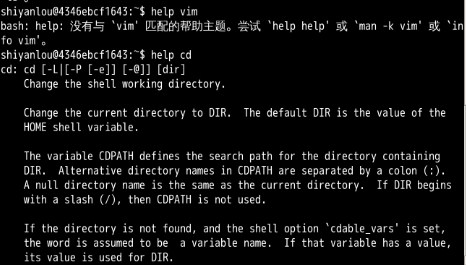 shiyanlou@4346ebcf1643:~$ help vim
bash: help: 没有与 `vim' 匹配的帮助主题。尝试 `help help' 或 `man -k vim' 或 `in
fo vim'。
shiyanlou@4346ebcf1643:~$ help cd
cd: cd [-L|[-P [-e]] [-@]] [dir]
    Change the shell working directory.

    Change the current directory to DIR.  The default DIR is the value of the
    HOME shell variable.

    The variable CDPATH defines the search path for the directory containing
    DIR.  Alternative directory names in CDPATH are separated by a colon (:).
    A null directory name is the same as the current directory.  If DIR begins
    with a slash (/), then CDPATH is not used.

    If the directory is not found, and the shell option `cdable_vars' is set,
    the word is assumed to be  a variable name.  If that variable has a value,
    its value is used for DIR.